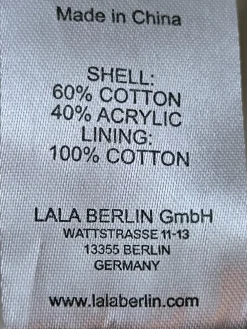 Made in China
SHELL:
60% COTTON
40% ACRYLIC
LINING:
100% COTTON
LALA BERLIN GmbH
WATTSTRASSE 11-13
13355 BERLIN
GERMANY
www.lalaberlin.com